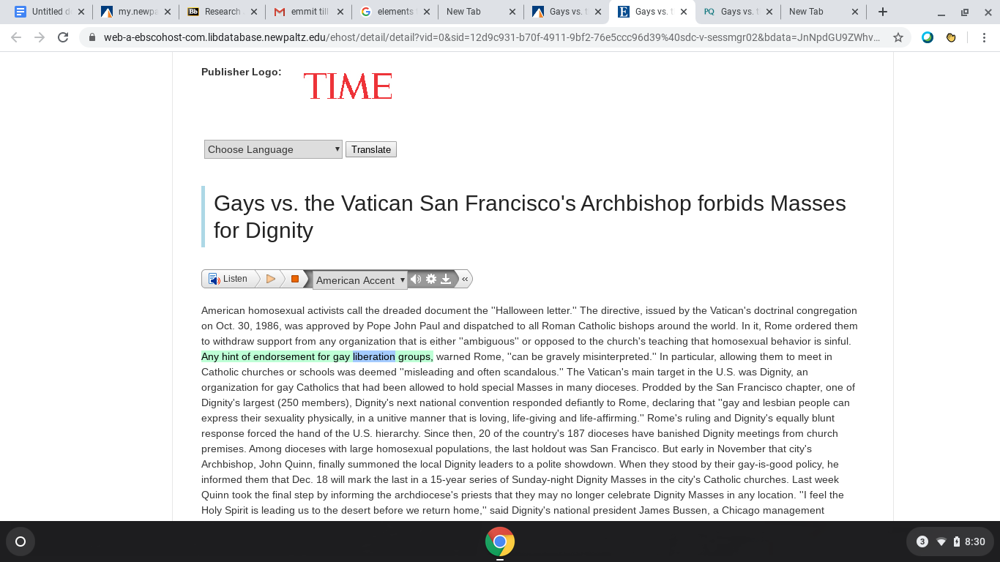 Untitled d
my.newpa
Research
emmit till
elements
New Tab
Gays vs. t
Gays vs. t
Gays vs. t
New Tab
web-a-ebscohost-com.libdatabase.newpaltz.edu/ehost/detail/detail?vid=0&sid=12d9c931-b70f-4911-9bf2-76e5ccc96d39%40sdc-v-sessmgr02&bdata=JnNpdGU9ZWhv...
Publisher Logo:
TIME
Choose Language
Translate
Gays vs. the Vatican San Francisco's Archbishop forbids Masses
for Dignity
Listen
American Accent
American homosexual activists call the dreaded document the ''Halloween letter.'' The directive, issued by the Vatican's doctrinal congregation
on Oct. 30, 1986, was approved by Pope John Paul and dispatched to all Roman Catholic bishops around the world. In it, Rome ordered them
to withdraw support from any organization that is either ''ambiguous'' or opposed to the church's teaching that homosexual behavior is sinful.
Any hint of endorsement for gay liberation groups, warned Rome, ''can be gravely misinterpreted.'' In particular, allowing them to meet in
Catholic churches or schools was deemed ''misleading and often scandalous.'' The Vatican's main target in the U.S. was Dignity, an
organization for gay Catholics that had been allowed to hold special Masses in many dioceses. Prodded by the San Francisco chapter, one of
Dignity's largest (250 members), Dignity's next national convention responded defiantly to Rome, declaring that ''gay and lesbian people can
express their sexuality physically, in a unitive manner that is loving, life-giving and life-affirming.'' Rome's ruling and Dignity's equally blunt
response forced the hand of the U.S. hierarchy. Since then, 20 of the country's 187 dioceses have banished Dignity meetings from church
premises. Among dioceses with large homosexual populations, the last holdout was San Francisco. But early in November that city's
Archbishop, John Quinn, finally summoned the local Dignity leaders to a polite showdown. When they stood by their gay-is-good policy, he
informed them that Dec. 18 will mark the last in a 15-year series of Sunday-night Dignity Masses in the city's Catholic churches. Last week
Quinn took the final step by informing the archdiocese's priests that they may no longer celebrate Dignity Masses in any location. ''I feel the
Holy Spirit is leading us to the desert before we return home,'' said Dignity's national president James Bussen, a Chicago management
3
8:30